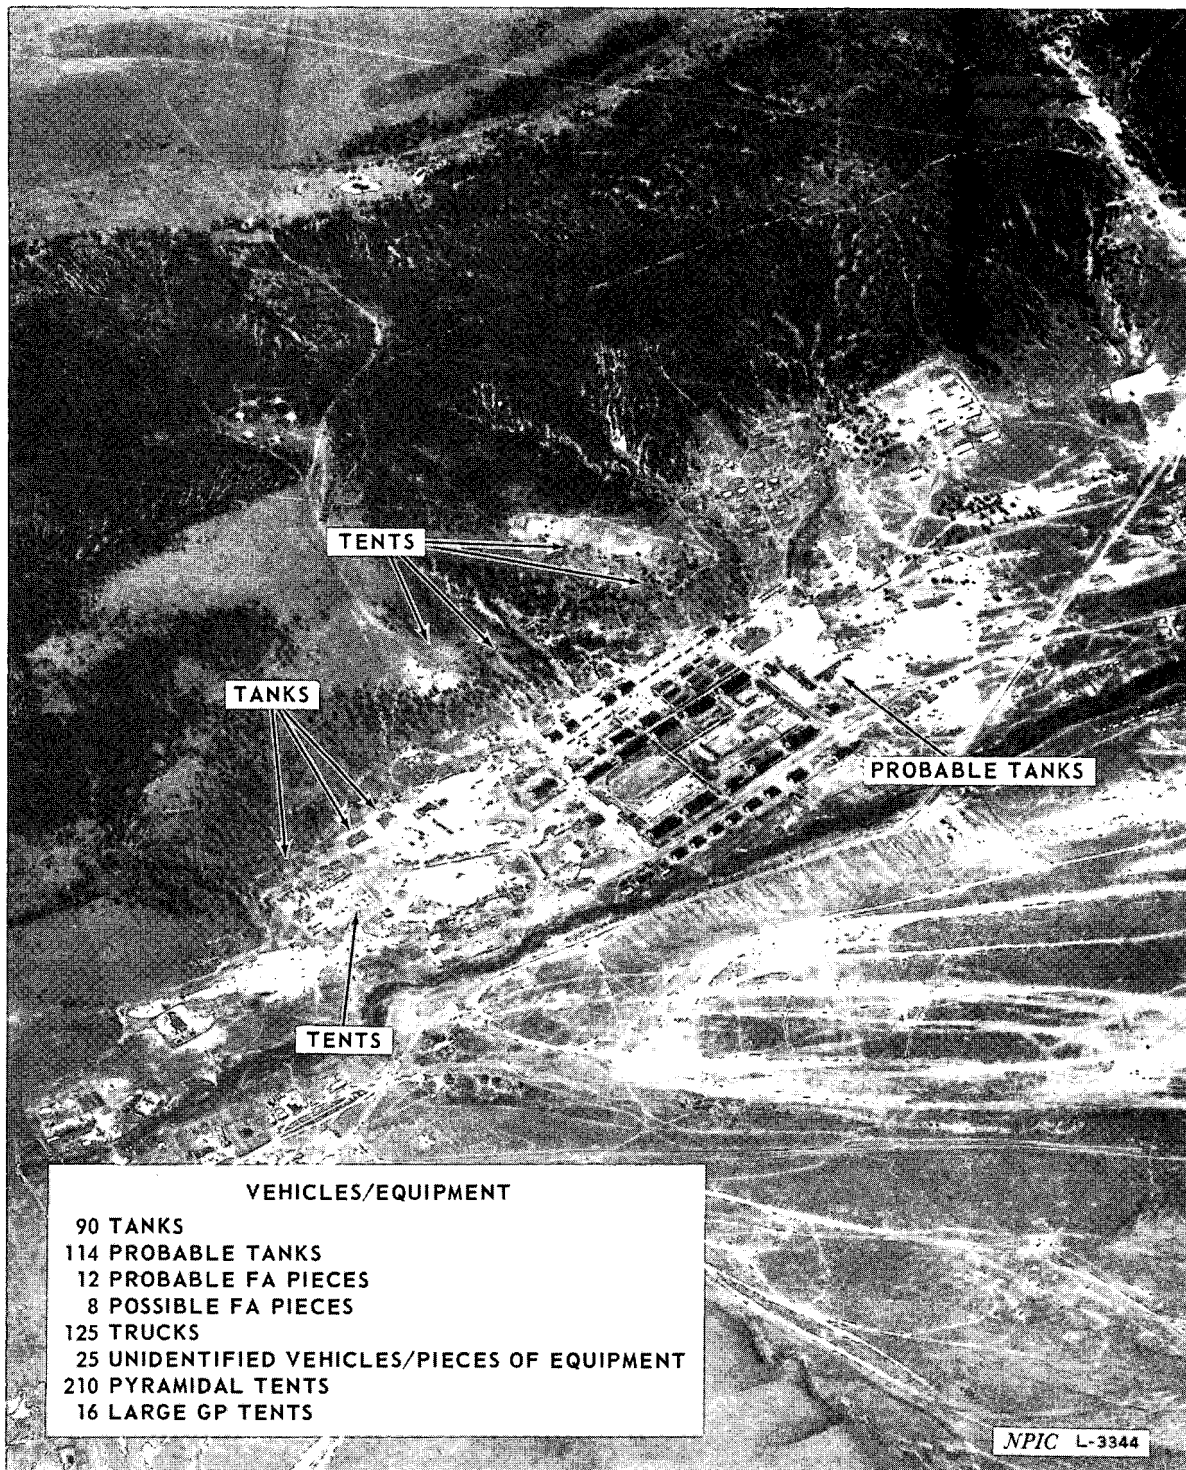 TENTS
TANKS
PROBABLE TANKS
TENTS
VEHICLES/EQUIPMENT
90 TANKS
114 PROBABLE TANKS
12 PROBABLE FA PIECES
8 POSSIBLE FA PIECES
125 TRUCKS
25 UNIDENTIFIED VEHICLES/PIECES OF EQUIPMENT
210 PYRAMIDAL TENTS
16 LARGE GP TENTS
NPIC L-3344